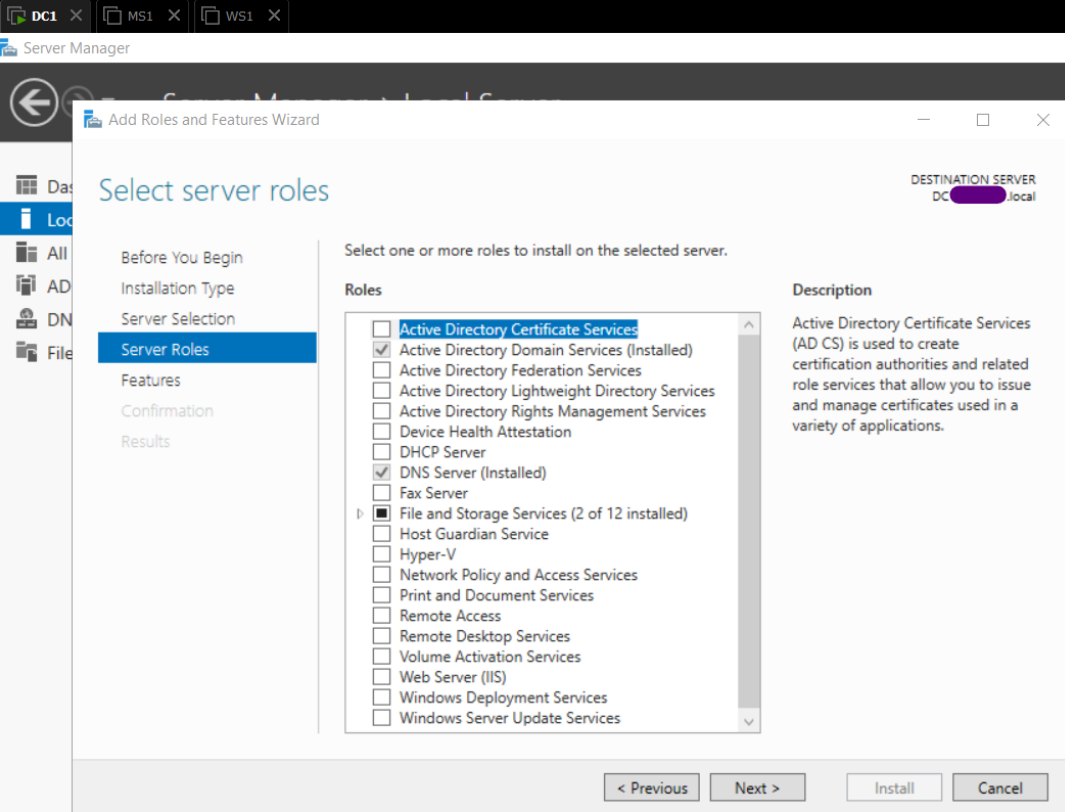 DC1 MS1 WS1
Server Manager
Add Roles and Features Wizard
Select server roles
DESTINATION SERVER
DC .local
Before You Begin
Installation Type
Server Selection
Server Roles
Features
Confirmation
Results
Select one or more roles to install on the selected server.
Roles
Active Directory Certificate Services
Active Directory Domain Services (Installed)
Active Directory Federation Services
Active Directory Lightweight Directory Services
Active Directory Rights Management Services
Device Health Attestation
DHCP Server
DNS Server (Installed)
Fax Server
File and Storage Services (2 of 12 installed)
Host Guardian Service
Hyper-V
Network Policy and Access Services
Print and Document Services
Remote Access
Remote Desktop Services
Volume Activation Services
Web Server (IIS)
Windows Deployment Services
Windows Server Update Services
Description
Active Directory Certificate Services
(AD CS) is used to create
certification authorities and related
role services that allow you to issue
and manage certificates used in a
variety of applications.
All
AD
DN
File
< Previous
Next >
Install
Cancel